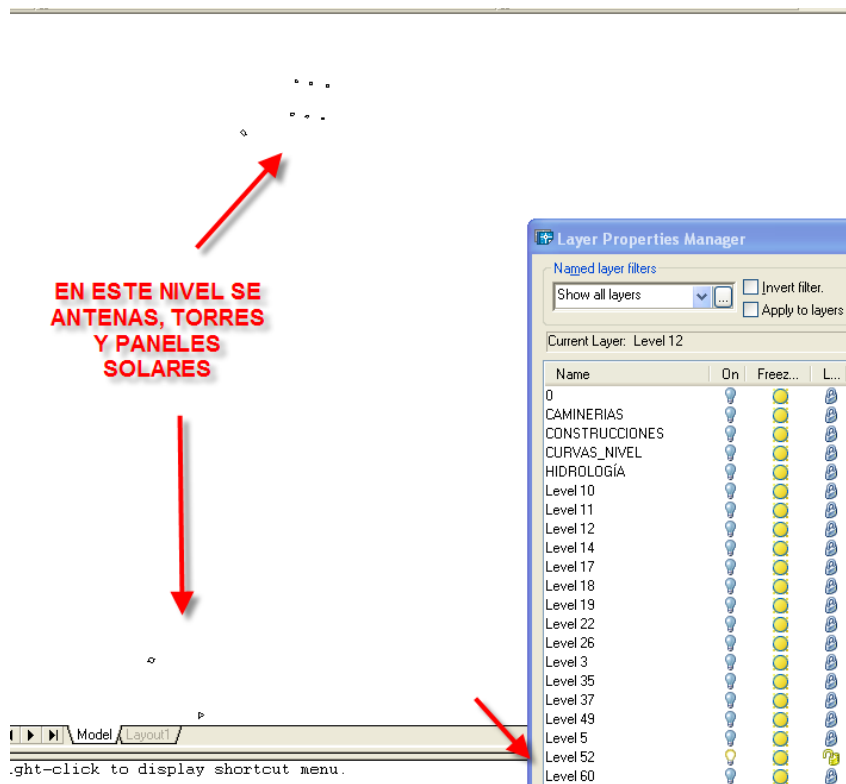 EN ESTE NIVEL SE
ANTENAS, TORRES
Y PANELES
SOLARES
Layer Properties Manager
Named layer filters
Show all layers
...
Invert filter.
Apply to layers
Current Layer: Level 12
Name On Freez... L...
0
CAMINERIAS
CONSTRUCCIONES
CURVAS_NIVEL
HIDROLOGÍA
Level 10
Level 11
Level 12
Level 14
Level 17
Level 18
Level 19
Level 22
Level 26
Level 3
Level 35
Level 37
Level 49
Level 5
Level 52
Level 60
Model Layout1
ght-click to display shortcut menu.